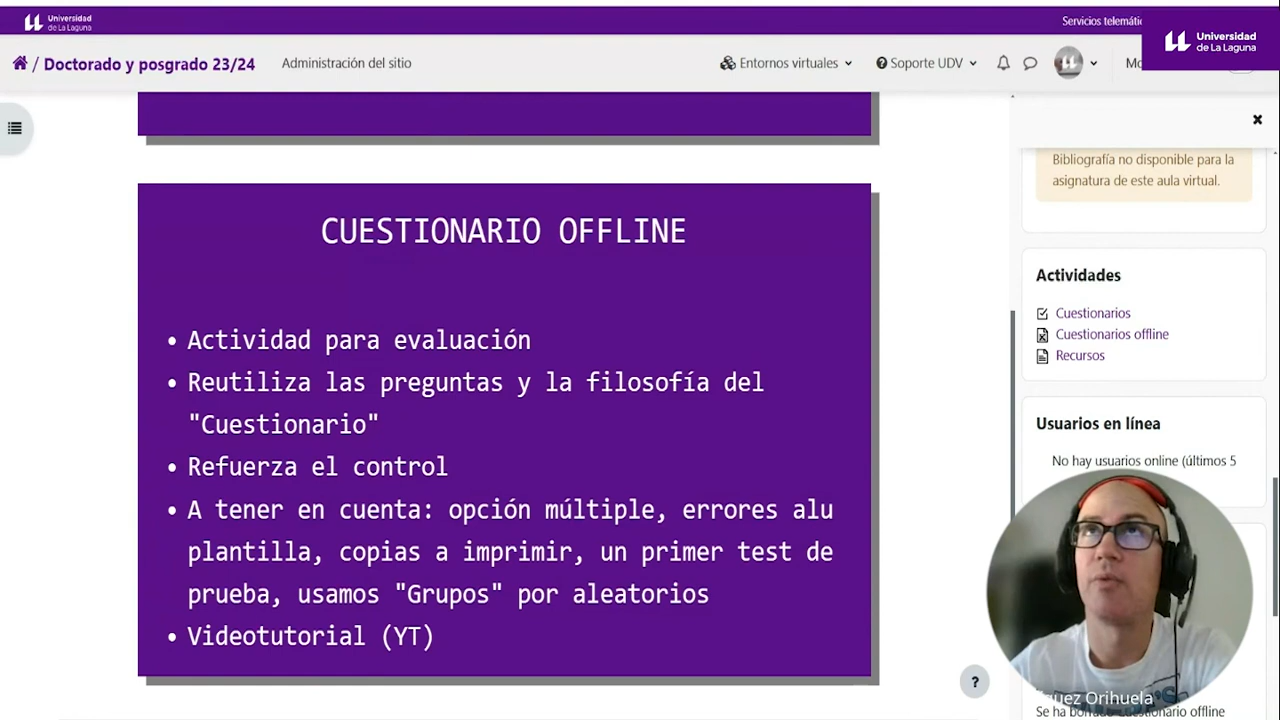 Universidad
de La Laguna
Servicios telemátic
Universidad
de La Laguna
/ Doctorado y posgrado 23/24
Administración del sitio
Entornos virtuales
Soporte UDV
Mo
Bibliografía no disponible para la
asignatura de este aula virtual.
CUESTIONARIO OFFLINE
• Actividad para evaluación
• Reutiliza las preguntas y la filosofía del
"Cuestionario"
• Refuerza el control
• A tener en cuenta: opción múltiple, errores alu
plantilla, copias a imprimir, un primer test de
prueba, usamos "Grupos" por aleatorios
• Videotutorial (YT)
Actividades
Cuestionarios
Cuestionarios offline
Recursos
Usuarios en línea
No hay usuarios online (últimos 5
?
guez Orihuela
Se ha cuestionario offline